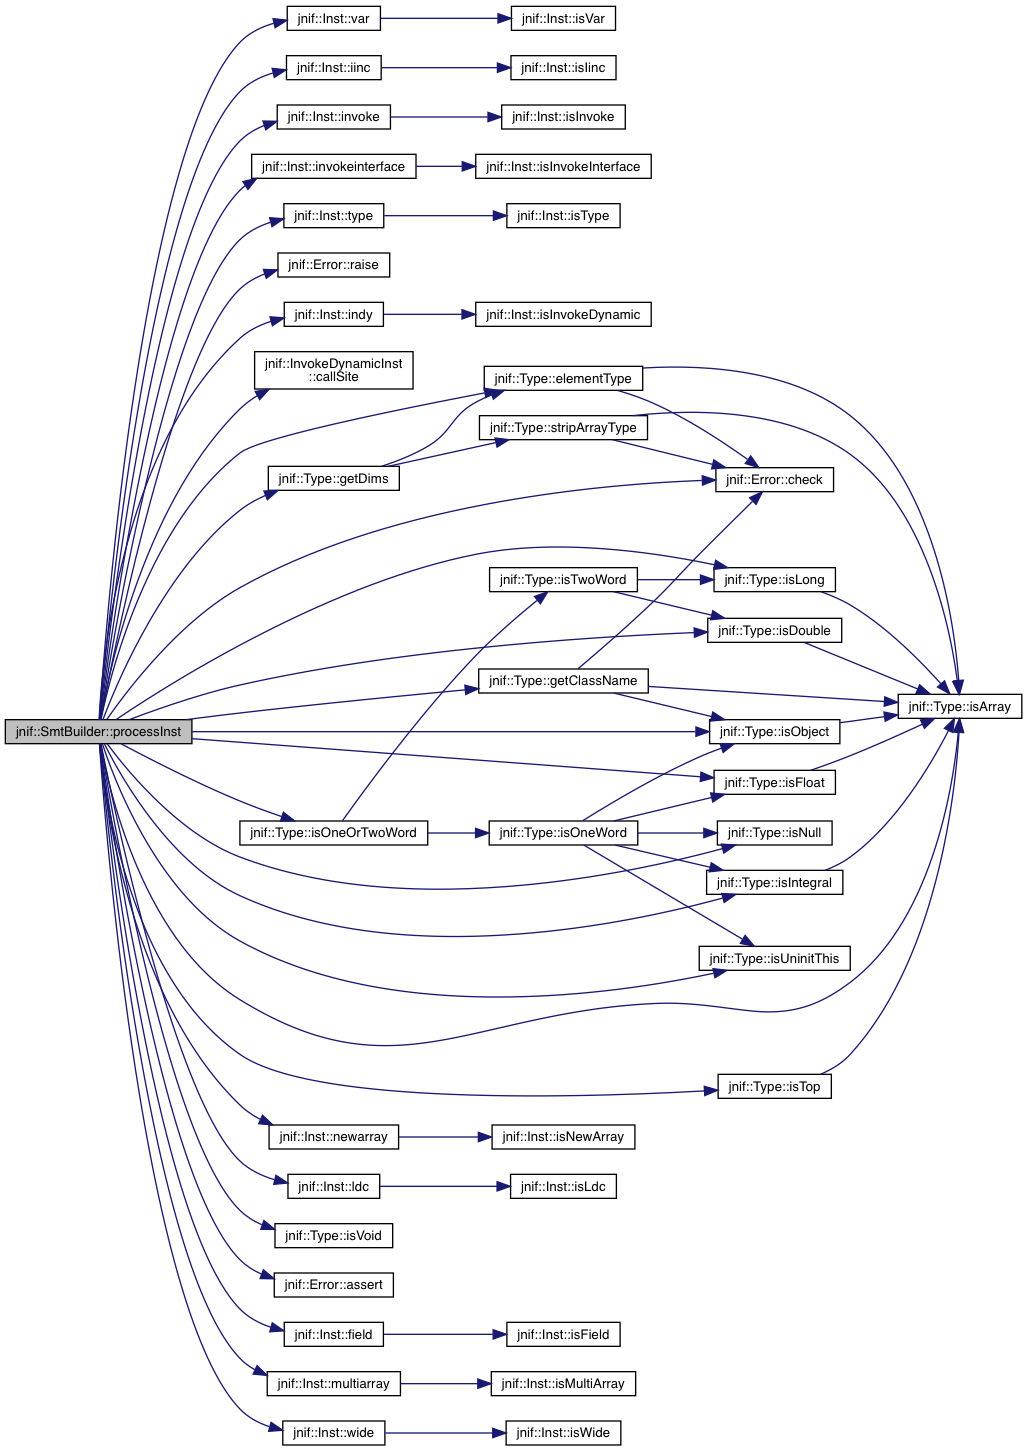 jnif::Inst::var
jnif::Inst::isVar
jnif::Inst::iinc
jnif::Inst::isIinc
jnif::Inst::invoke
jnif::Inst::isInvoke
jnif::Inst::invokeinterface
jnif::Inst::isInvokeInterface
jnif::Inst::type
jnif::Inst::isType
jnif::Error::raise
jnif::Inst::indy
jnif::Inst::isInvokeDynamic
jnif::InvokeDynamicInst
::callSite
jnif::Type::elementType
jnif::Type::stripArrayType
jnif::Type::getDims
jnif::Error::check
jnif::Type::isTwoWord
jnif::Type::isLong
jnif::Type::isDouble
jnif::Type::getClassName
jnif::Type::isArray
jnif::SmtBuilder::processInst
jnif::Type::isObject
jnif::Type::isFloat
jnif::Type::isOneOrTwoWord
jnif::Type::isOneWord
jnif::Type::isNull
jnif::Type::isIntegral
jnif::Type::isUninitThis
jnif::Type::isTop
jnif::Inst::newarray
jnif::Inst::isNewArray
jnif::Inst::ldc
jnif::Inst::isLdc
jnif::Type::isVoid
jnif::Error::assert
jnif::Inst::field
jnif::Inst::isField
jnif::Inst::multiarray
jnif::Inst::isMultiArray
jnif::Inst::wide
jnif::Inst::isWide